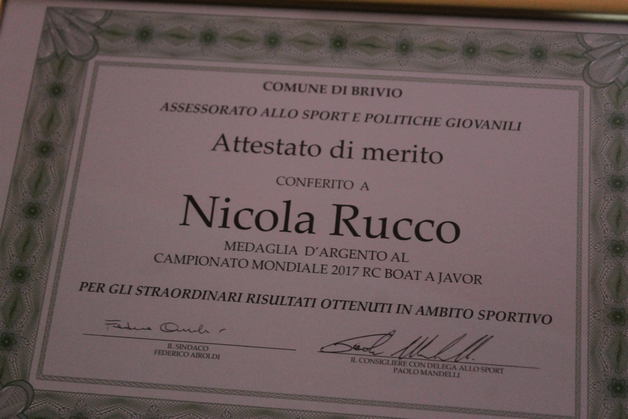 COMUNE DI BRIVIO
ASSESSORATO ALLO SPORT E POLITICHE GIOVANILI
Attestato di merito
CONFERITO A
Nicola Rucco
MEDAGLIA D'ARGENTO AL
CAMPIONATO MONDIALE 2017 RC BOAT A JAVOR
PER GLI STRAORDINARI RISULTATI OTTENUTI IN AMBITO SPORTIVO
IL SINDACO
FEDERICO AIROLDI
IL CONSIGLIERE CON DELEGA ALLO SPORT
PAOLO MANDELLI